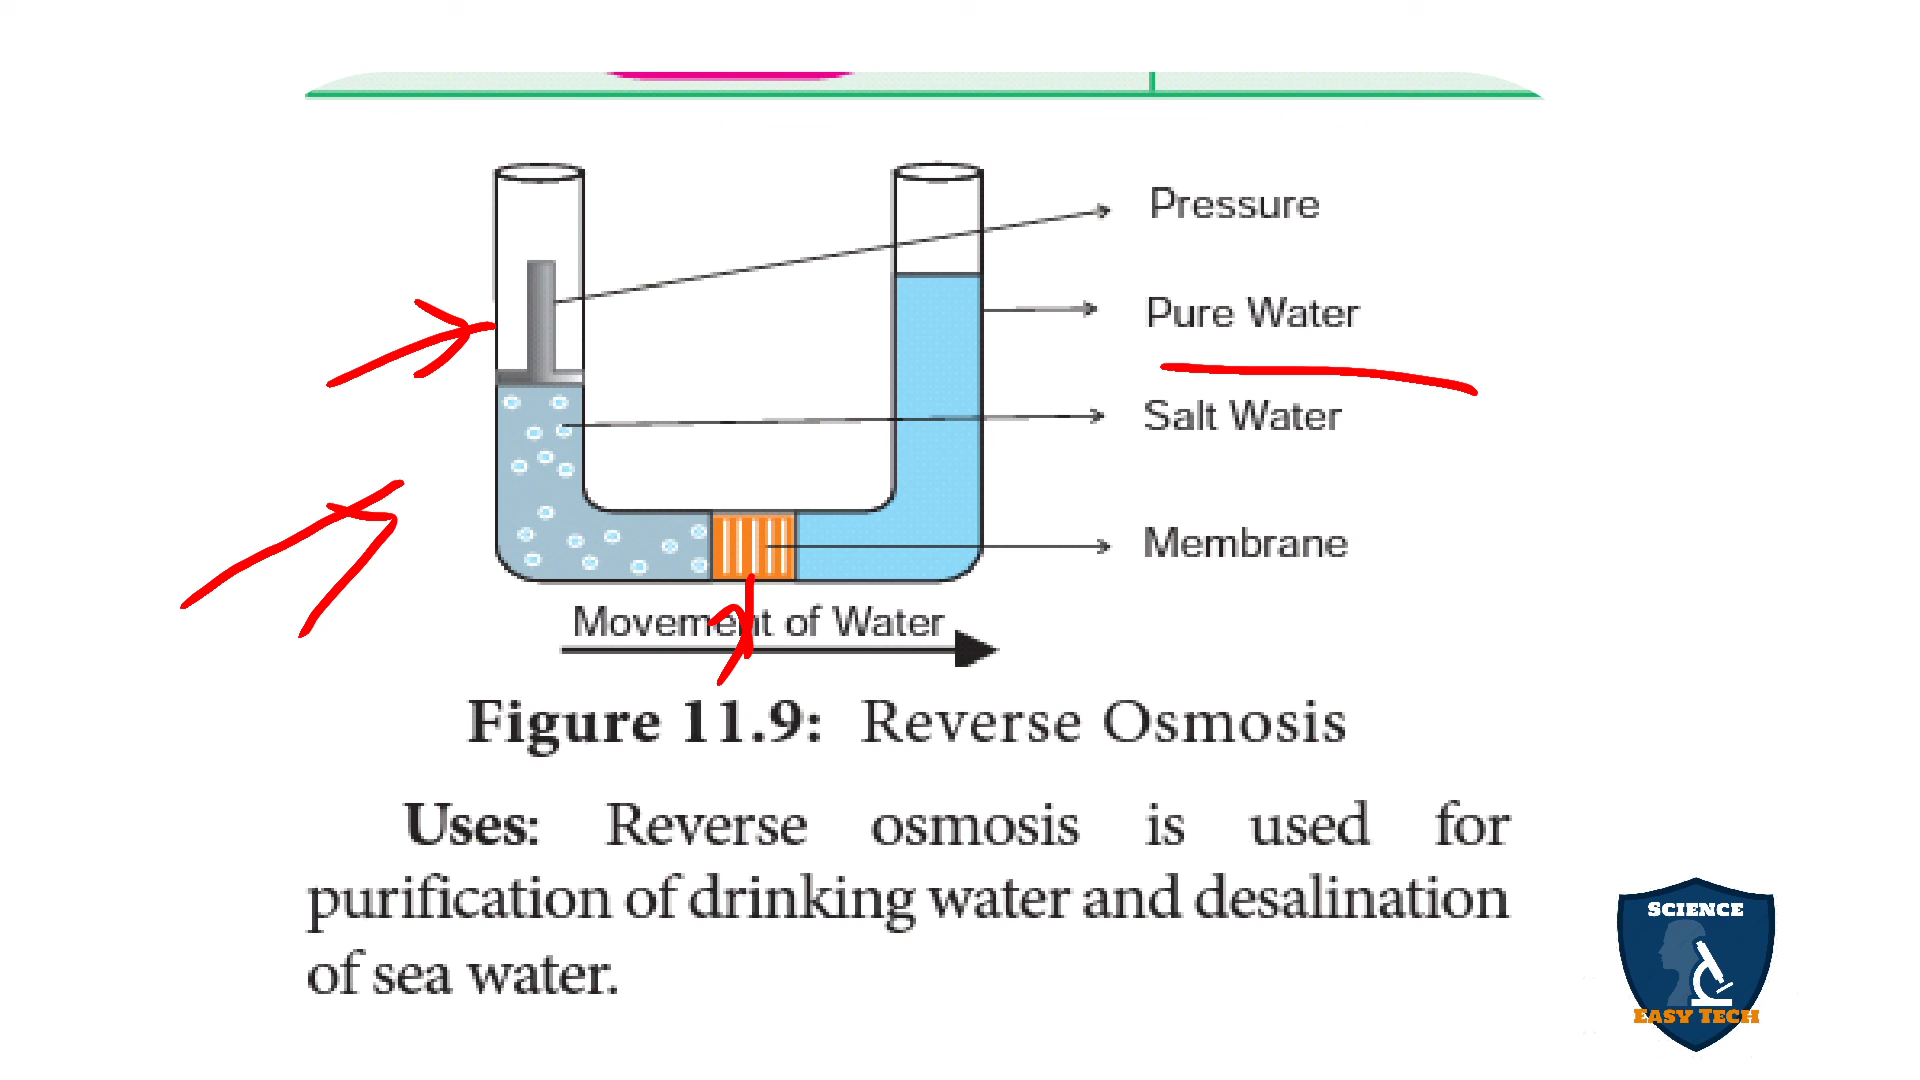 Pressure
Pure Water
Salt Water
Membrane
Movement of Water
Figure 11.9: Reverse Osmosis
Uses: Reverse osmosis is used for
purification of drinking water and desalination
of sea water.
SCIENCE
EASY TECH